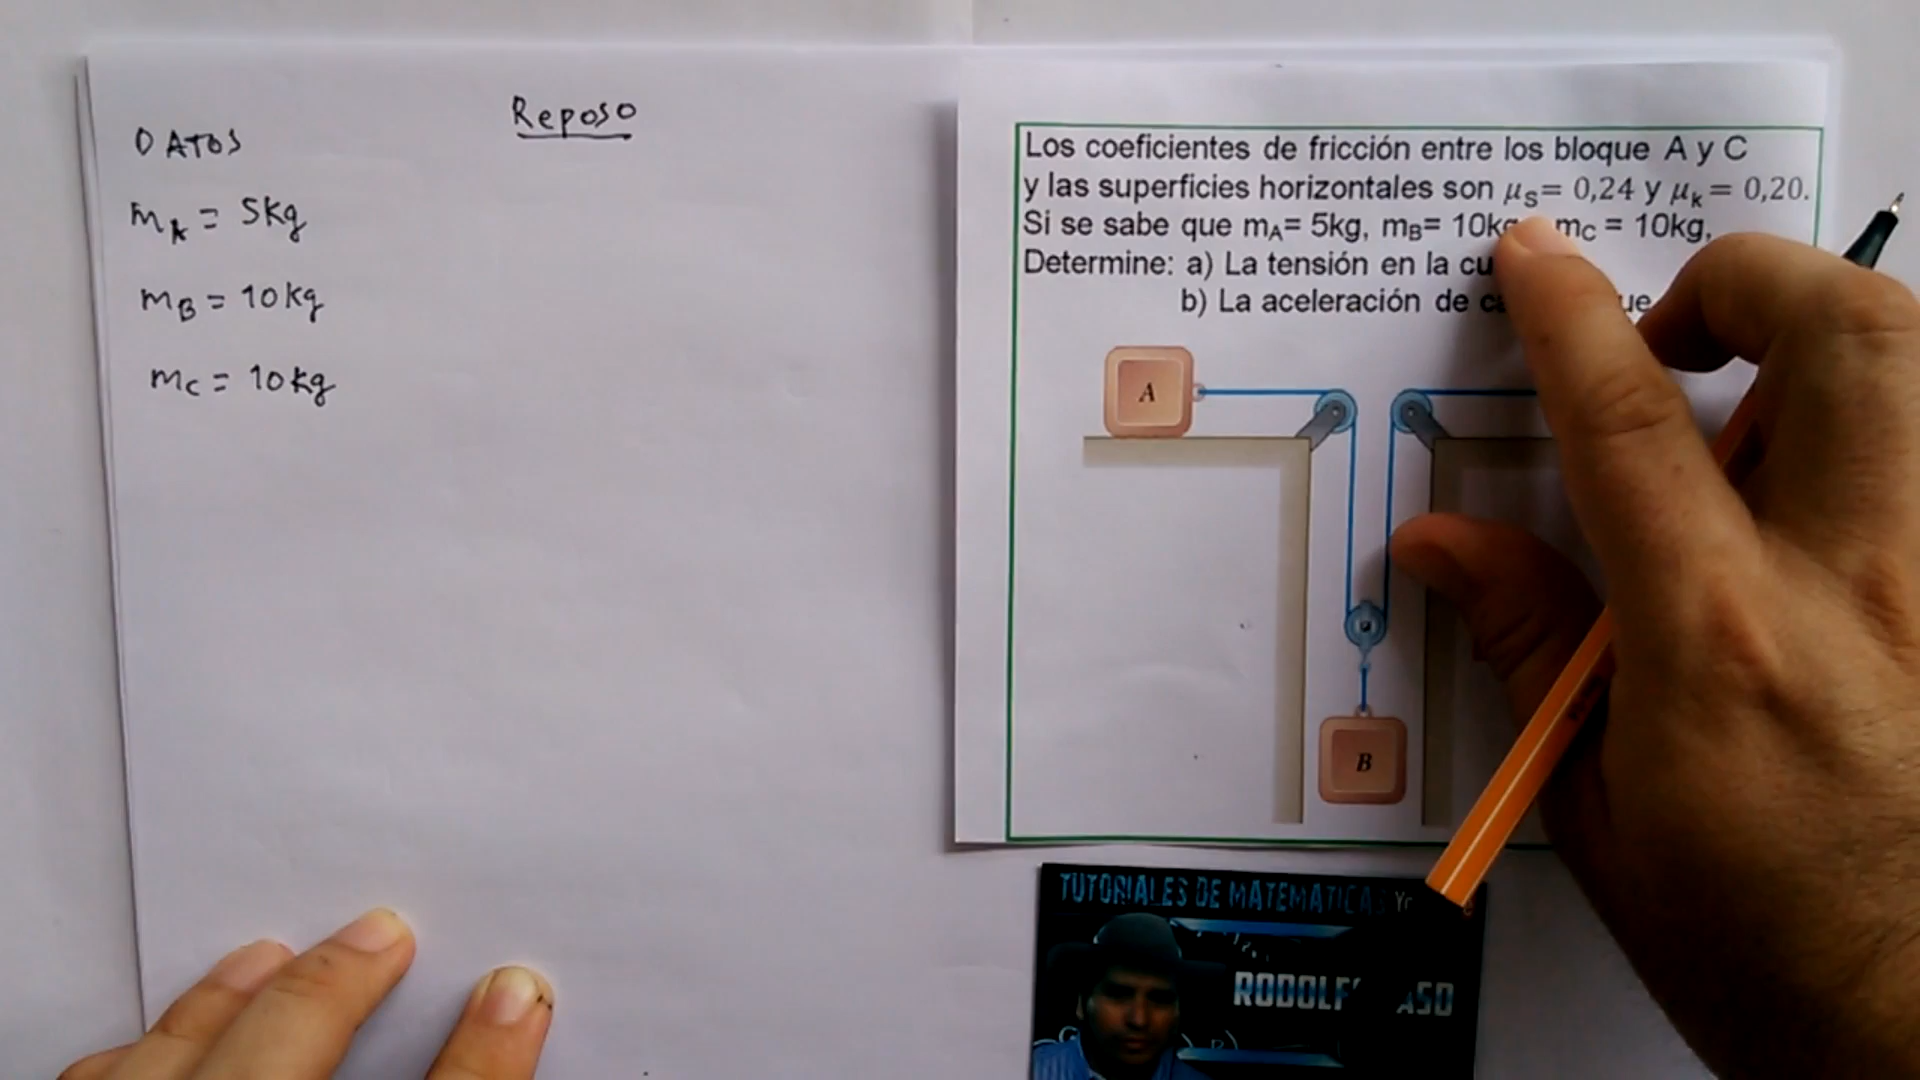 Reposo
DATOS
mA = 5kg
mB = 10kg
mC = 10kg
Los coeficientes de fricción entre los bloque A y C
y las superficies horizontales son μs= 0,24 y μk = 0,20.
Si se sabe que mA= 5kg, mB= 10kg mC = 10kg,
Determine: a) La tensión en la
b) La aceleración de
A
B
TUTORIALES DE MATEMATICAS